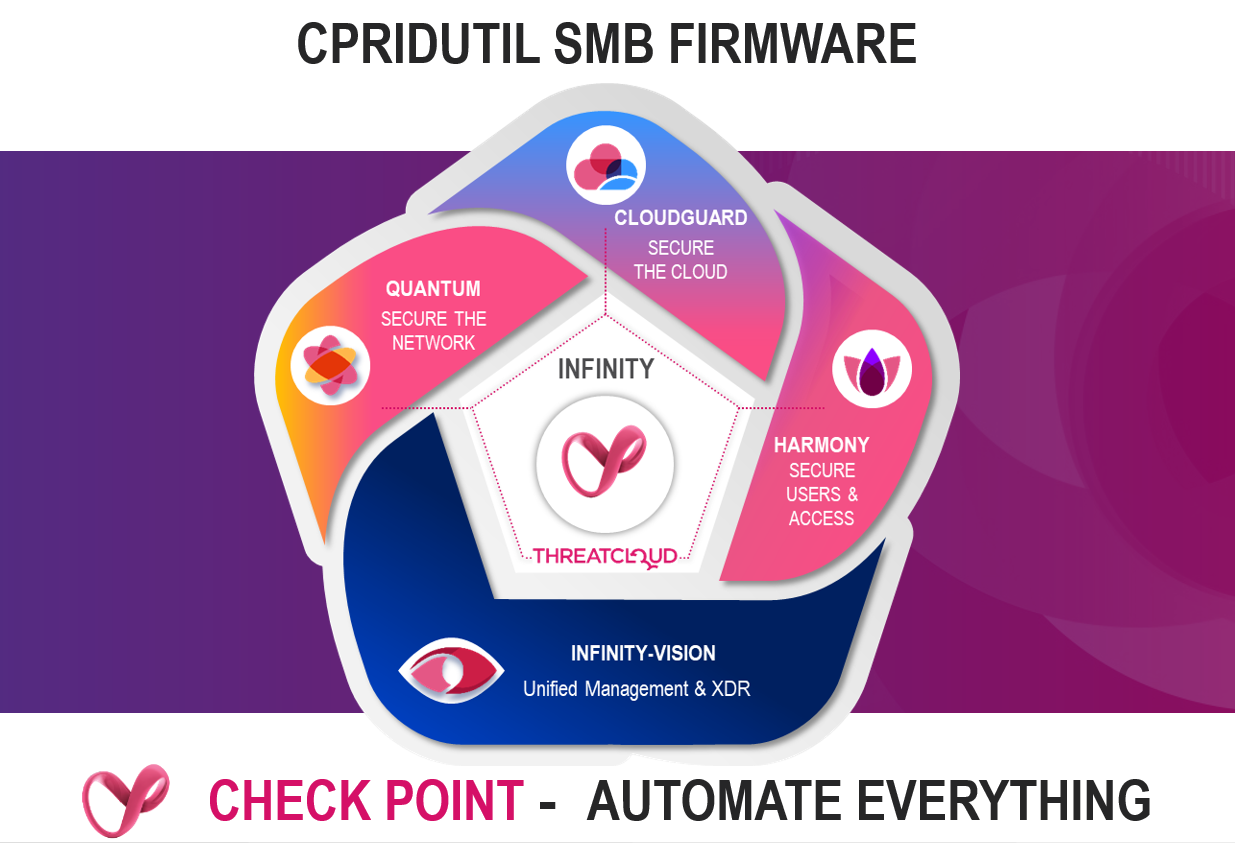 CPRIDUTIL SMB FIRMWARE
CLOUDGUARD
SECURE
THE CLOUD
QUANTUM
SECURE THE
NETWORK
INFINITY
HARMONY
SECURE
USERS &
ACCESS
THREATCLOUD
INFINITY-VISION
Unified Management & XDR
CHECK POINT - AUTOMATE EVERYTHING